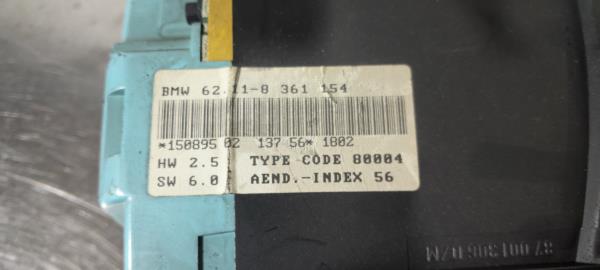 BMW 62.11-8 361 154
*150895 02 137 56* 1802
HW 2.5 TYPE CODE 80004
SW 6.0 AEND.-INDEX 56